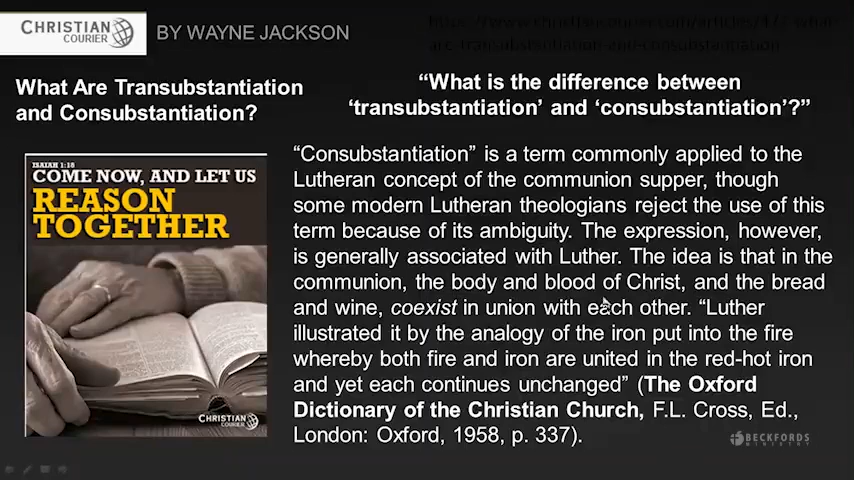 CHRISTIAN
COURIER
BY WAYNE JACKSON
What Are Transubstantiation
and Consubstantiation?
“What is the difference between
‘transubstantiation’ and ‘consubstantiation’?”
ISAIAH 1:18
COME NOW, AND LET US
REASON
TOGETHER
CHRISTIAN
COURIER
“Consubstantiation” is a term commonly applied to the
Lutheran concept of the communion supper, though
some modern Lutheran theologians reject the use of this
term because of its ambiguity. The expression, however,
is generally associated with Luther. The idea is that in the
communion, the body and blood of Christ, and the bread
and wine, coexist in union with each other. “Luther
illustrated it by the analogy of the iron put into the fire
whereby both fire and iron are united in the red-hot iron
and yet each continues unchanged” (The Oxford
Dictionary of the Christian Church, F.L. Cross, Ed.,
London: Oxford, 1958, p. 337).
BECKFORDS
MINISTRY